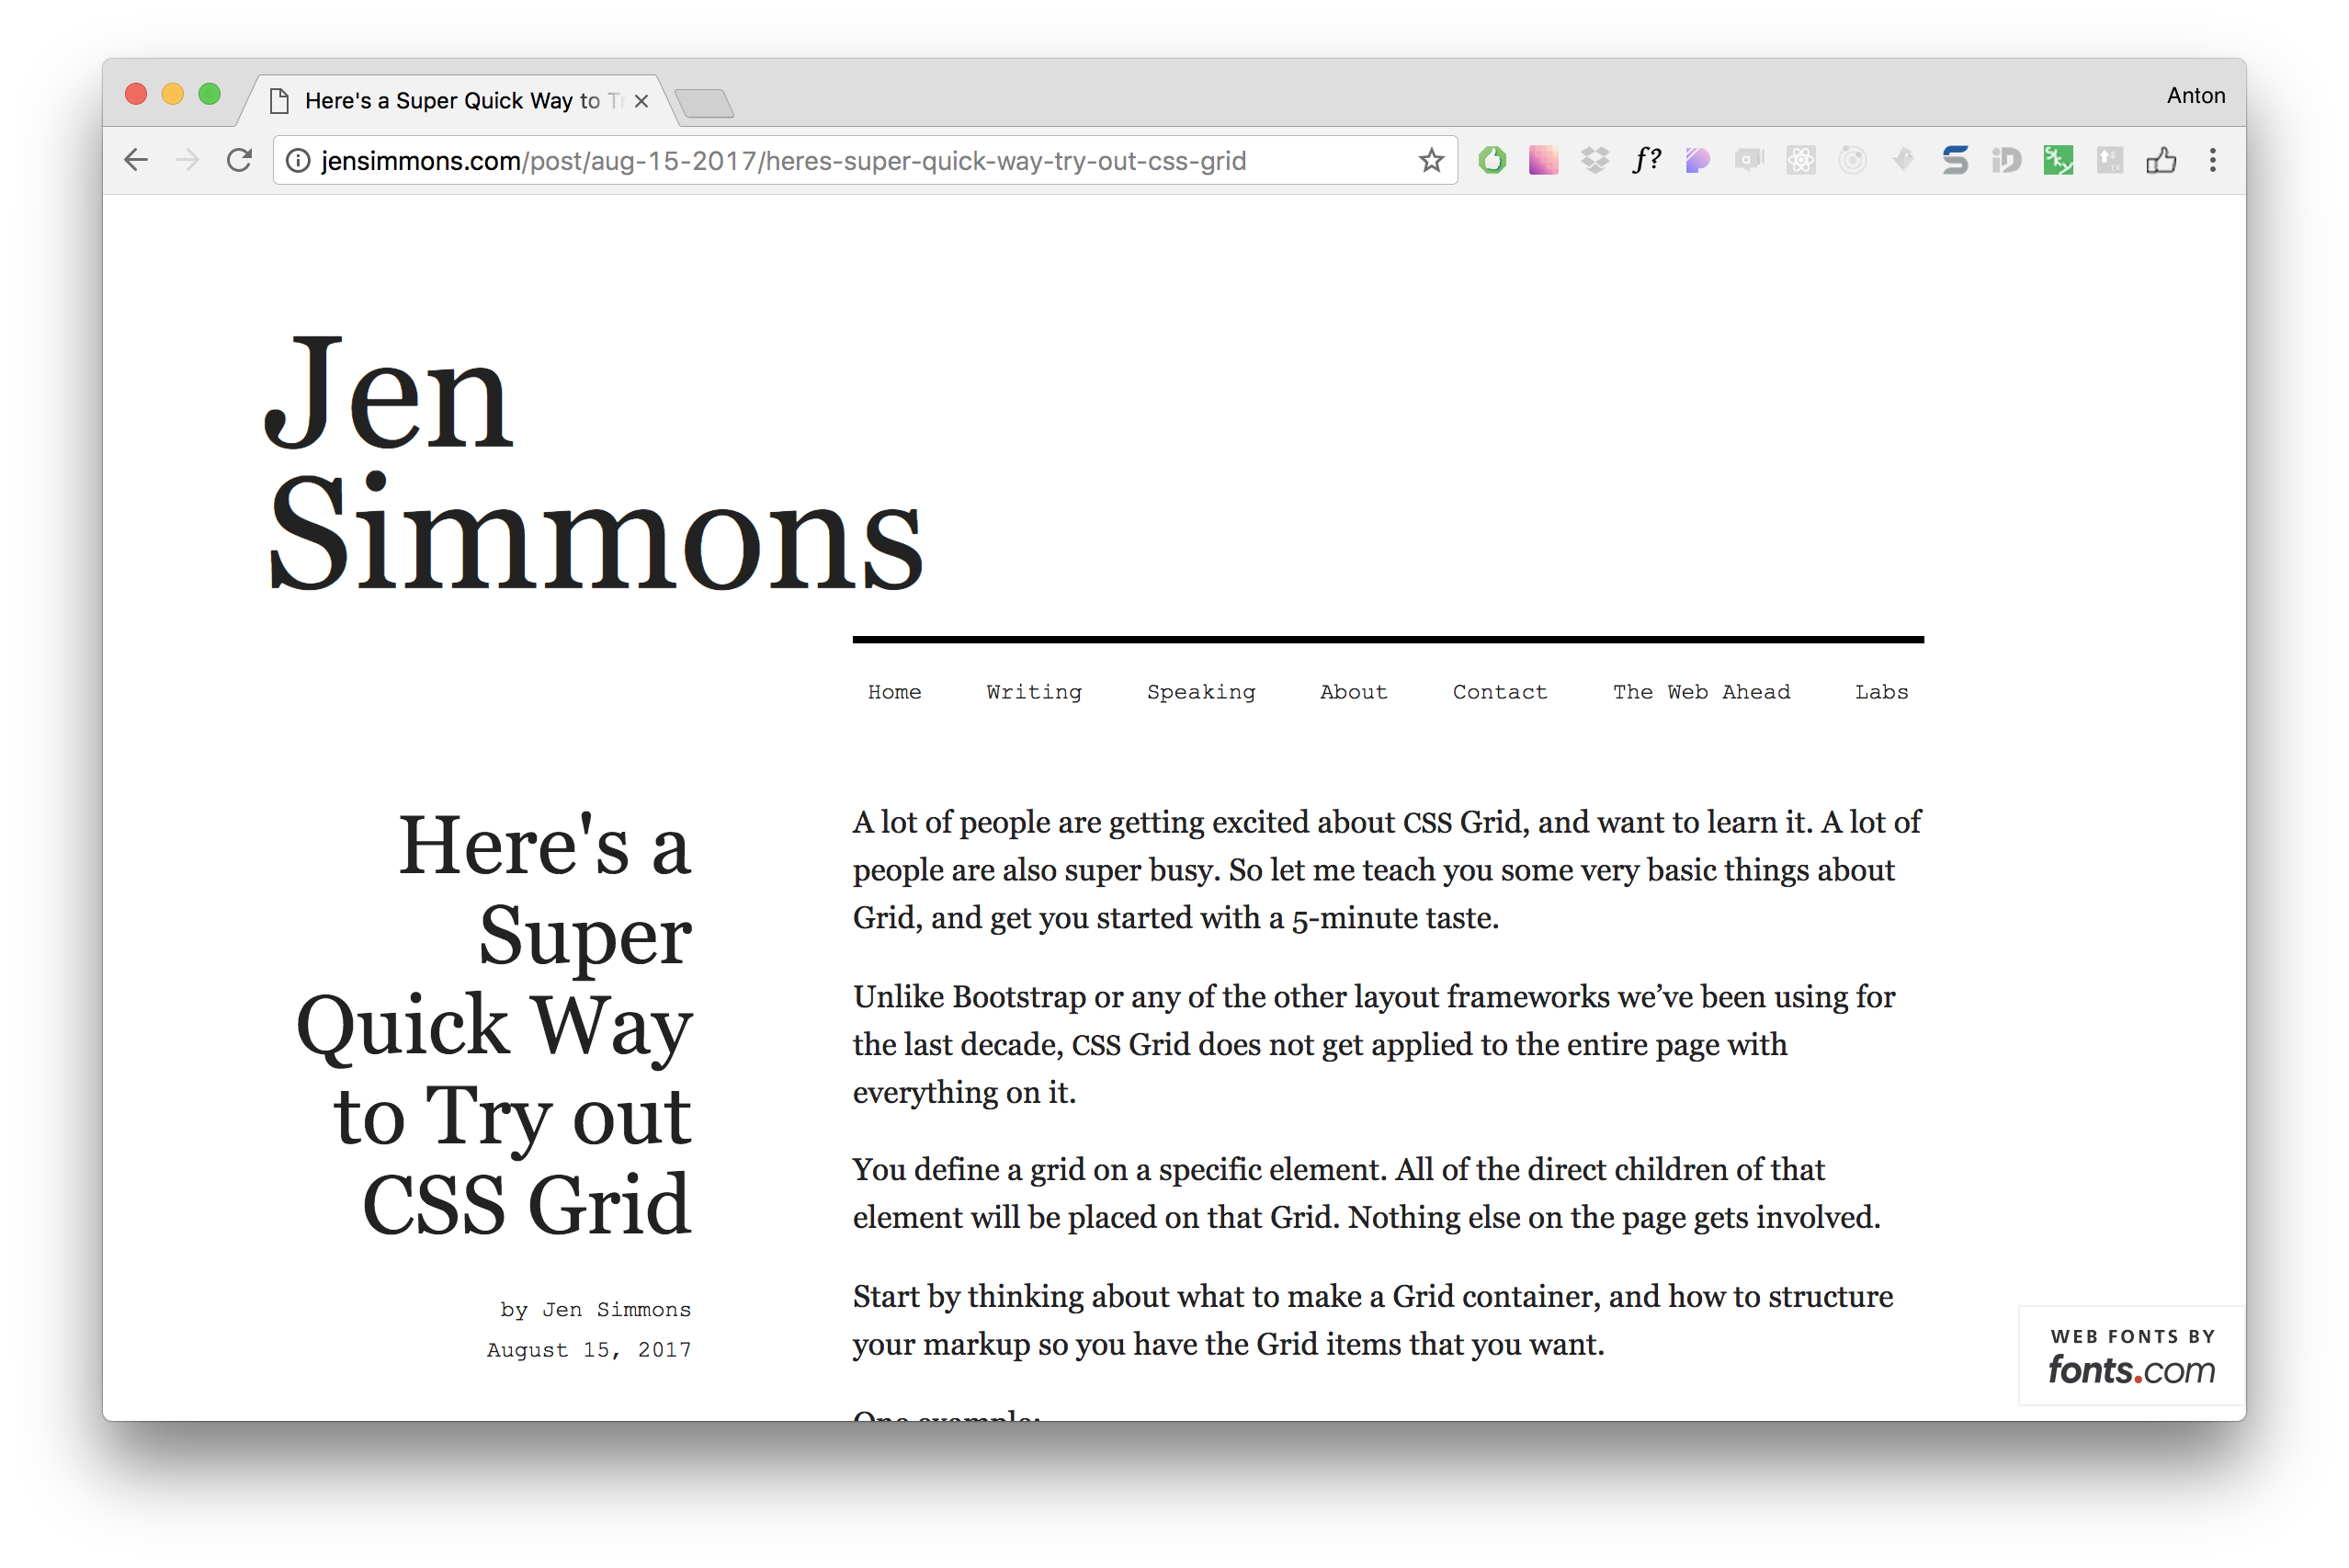 Here's a Super Quick Way to Tr
Anton
jensimmons.com/post/aug-15-2017/heres-super-quick-way-try-out-css-grid
f?
Jen
Simmons
Home Writing Speaking About Contact The Web Ahead Labs
Here's a
Super
Quick Way
to Try out
CSS Grid
by Jen Simmons
August 15, 2017
A lot of people are getting excited about CSS Grid, and want to learn it. A lot of
people are also super busy. So let me teach you some very basic things about
Grid, and get you started with a 5-minute taste.
Unlike Bootstrap or any of the other layout frameworks we’ve been using for
the last decade, CSS Grid does not get applied to the entire page with
everything on it.
You define a grid on a specific element. All of the direct children of that
element will be placed on that Grid. Nothing else on the page gets involved.
Start by thinking about what to make a Grid container, and how to structure
your markup so you have the Grid items that you want.
One example:
WEB FONTS BY
fonts.com